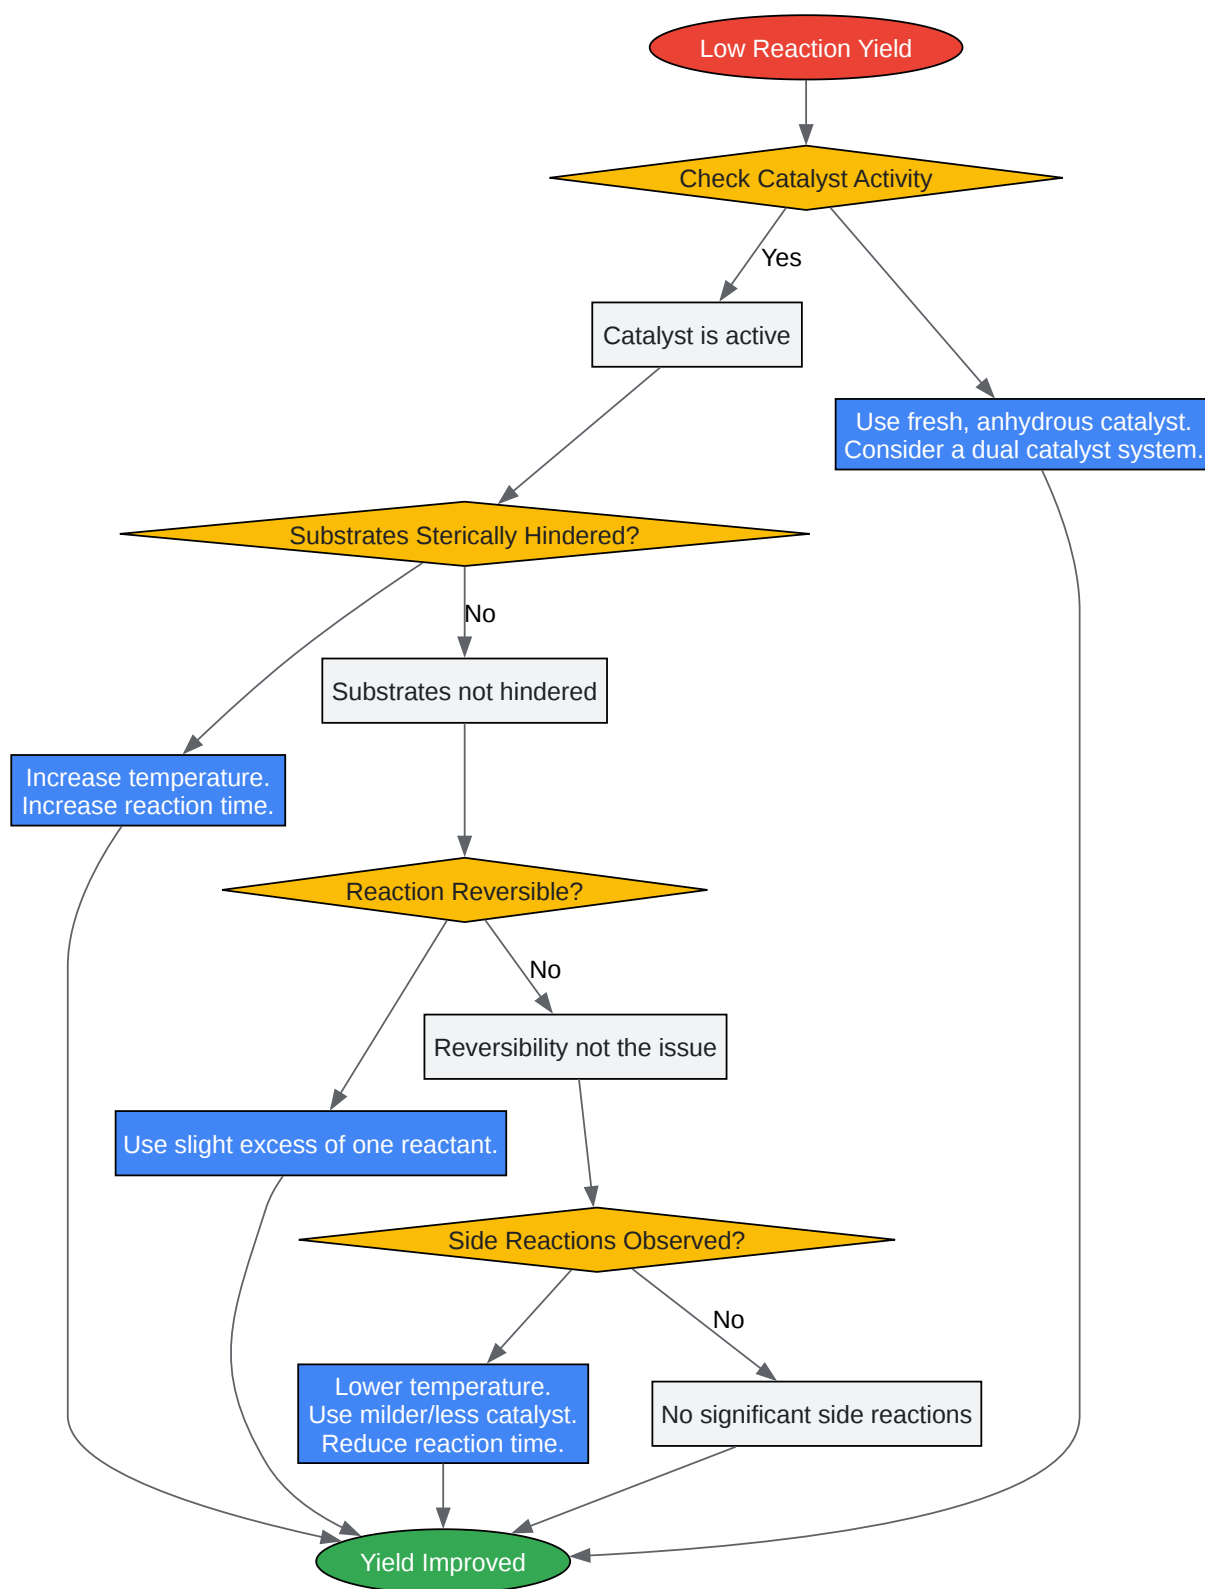 Low Reaction Yield
Check Catalyst Activity
Yes
Catalyst is active
Use fresh, anhydrous catalyst.
Consider a dual catalyst system.
Substrates Sterically Hindered?
No
Substrates not hindered
Increase temperature.
Increase reaction time.
Reaction Reversible?
No
Reversibility not the issue
Use slight excess of one reactant.
Side Reactions Observed?
No
Lower temperature.
Use milder/less catalyst.
Reduce reaction time.
No significant side reactions
Yield Improved